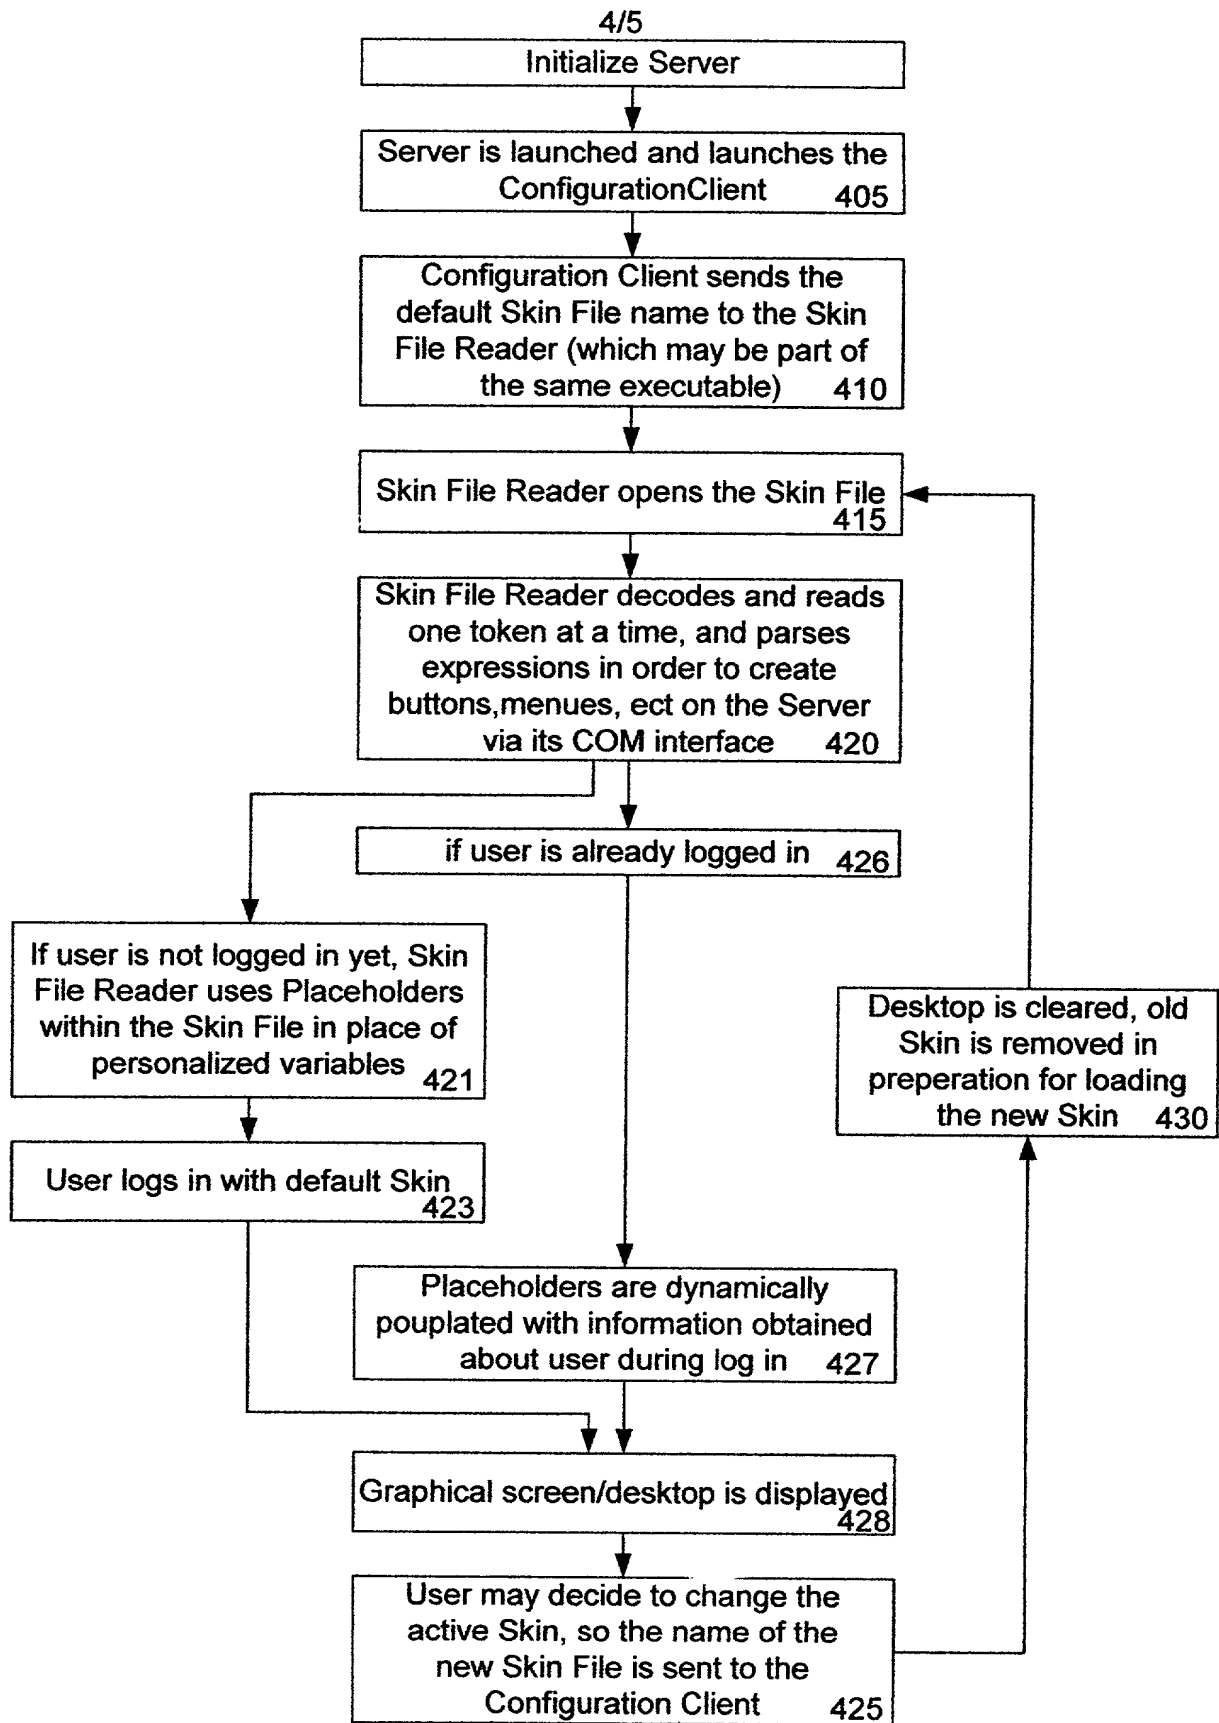 4/5
Initialize Server
Server is launched and launches the
ConfigurationClient 405
Configuration Client sends the
default Skin File name to the Skin
File Reader (which may be part of
the same executable) 410
Skin File Reader opens the Skin File
415
Skin File Reader decodes and reads
one token at a time, and parses
expressions in order to create
buttons,menues, ect on the Server
via its COM interface 420
if user is already logged in 426
If user is not logged in yet, Skin
File Reader uses Placeholders
within the Skin File in place of
personalized variables 421
User logs in with default Skin
423
Desktop is cleared, old
Skin is removed in
preperation for loading
the new Skin 430
Placeholders are dynamically
pouplated with information obtained
about user during log in 427
Graphical screen/desktop is displayed
428
User may decide to change the
active Skin, so the name of the
new Skin File is sent to the
Configuration Client 425